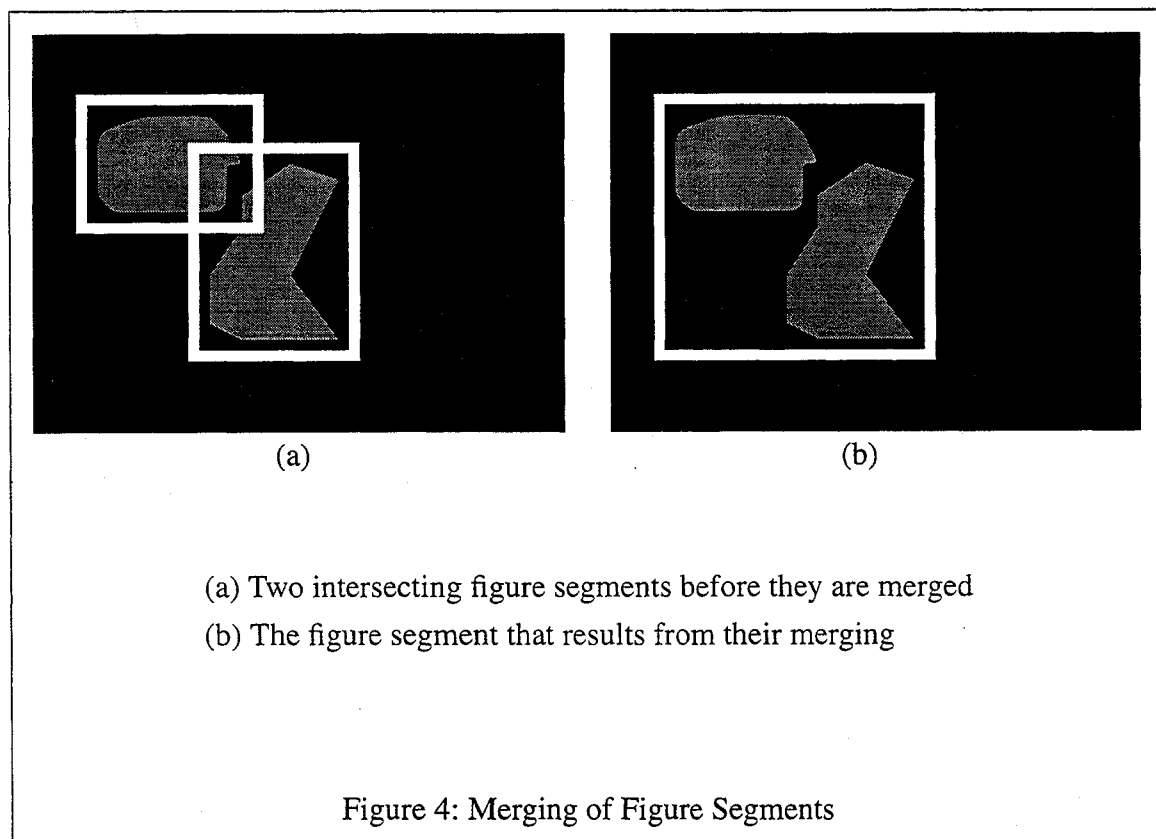 (a)
(b)
(a) Two intersecting figure segments before they are merged
(b) The figure segment that results from their merging
Figure 4: Merging of Figure Segments